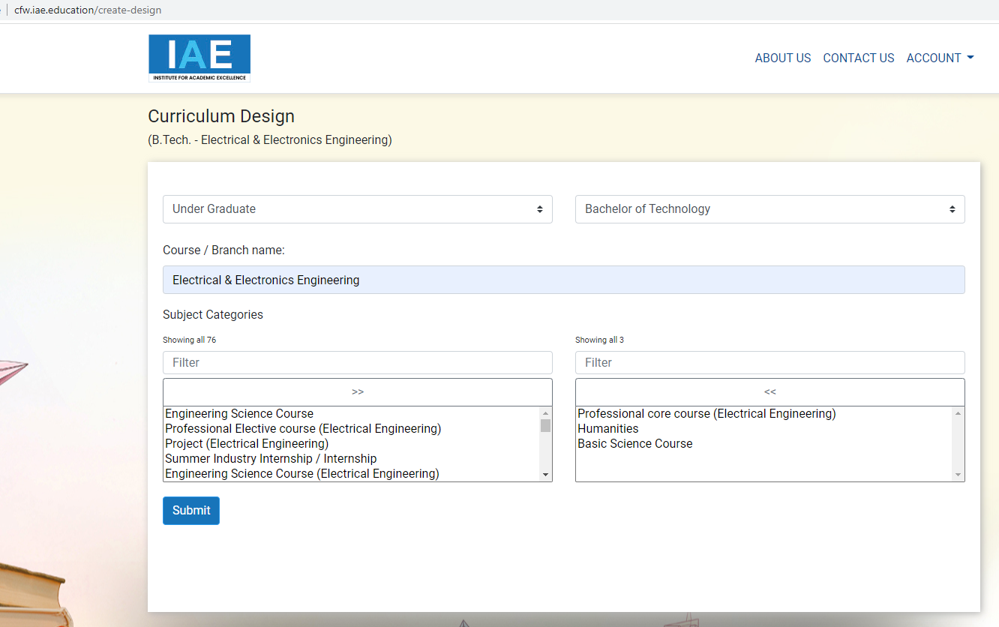 cfw.iae.education/create-design
IAE
INSTITUTE FOR ACADEMIC EXCELLENCE
ABOUT US CONTACT US ACCOUNT
Curriculum Design
(B.Tech. - Electrical & Electronics Engineering)
Under Graduate
Bachelor of Technology
Course / Branch name:
Electrical & Electronics Engineering
Subject Categories
Showing all 76
Filter
>>
Engineering Science Course
Professional Elective course (Electrical Engineering)
Project (Electrical Engineering)
Summer Industry Internship / Internship
Engineering Science Course (Electrical Engineering)
Showing all 3
Filter
<<
Professional core course (Electrical Engineering)
Humanities
Basic Science Course
Submit